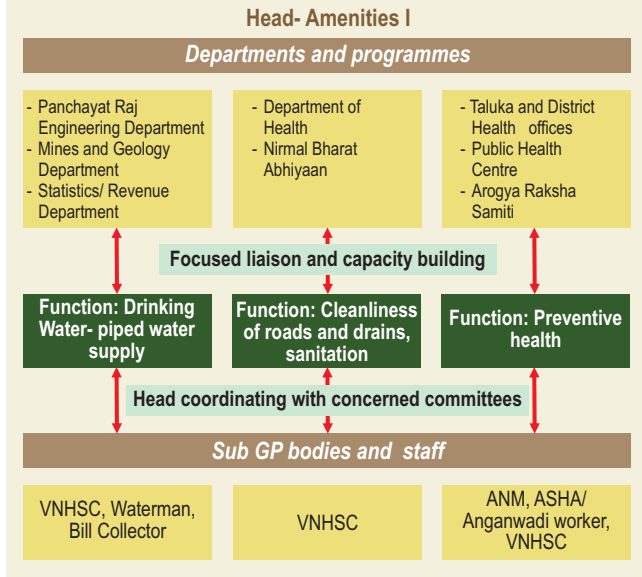 Head- Amenities I
Departments and programmes
- Panchayat Raj
Engineering Department
- Mines and Geology
Department
- Statistics/ Revenue
Department
- Department of
Health
- Nirmal Bharat
Abhiyaan
- Taluka and District
Health offices
- Public Health
Centre
- Arogya Raksha
Samiti
Focused liaison and capacity building
Function: Drinking
Water- piped water
supply
Function: Cleanliness
of roads and drains,
sanitation
Function: Preventive
health
Head coordinating with concerned committees
Sub GP bodies and staff
VNHSC, Waterman,
Bill Collector
VNHSC
ANM, ASHA/
Anganwadi worker,
VNHSC